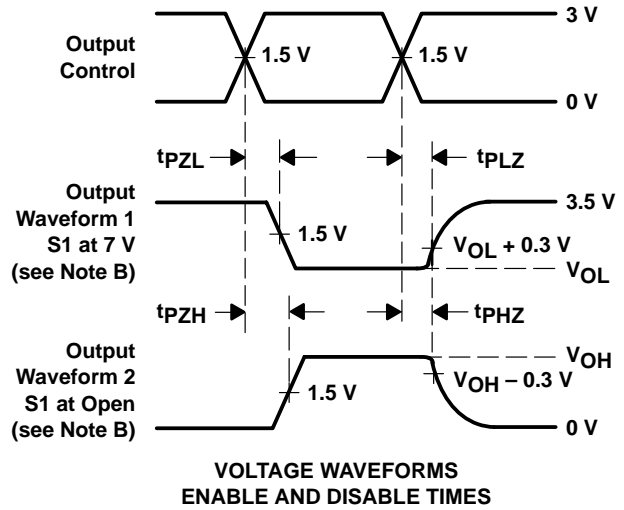 3 V
Output
Control
1.5 V
1.5 V
0 V
tPZL
tPLZ
Output
Waveform 1
S1 at 7 V
(see Note B)
3.5 V
1.5 V
VOL + 0.3 V
VOL
tPZH
tPHZ
Output
Waveform 2
S1 at Open
(see Note B)
VOH
1.5 V
VOH – 0.3 V
0 V
VOLTAGE WAVEFORMS
ENABLE AND DISABLE TIMES